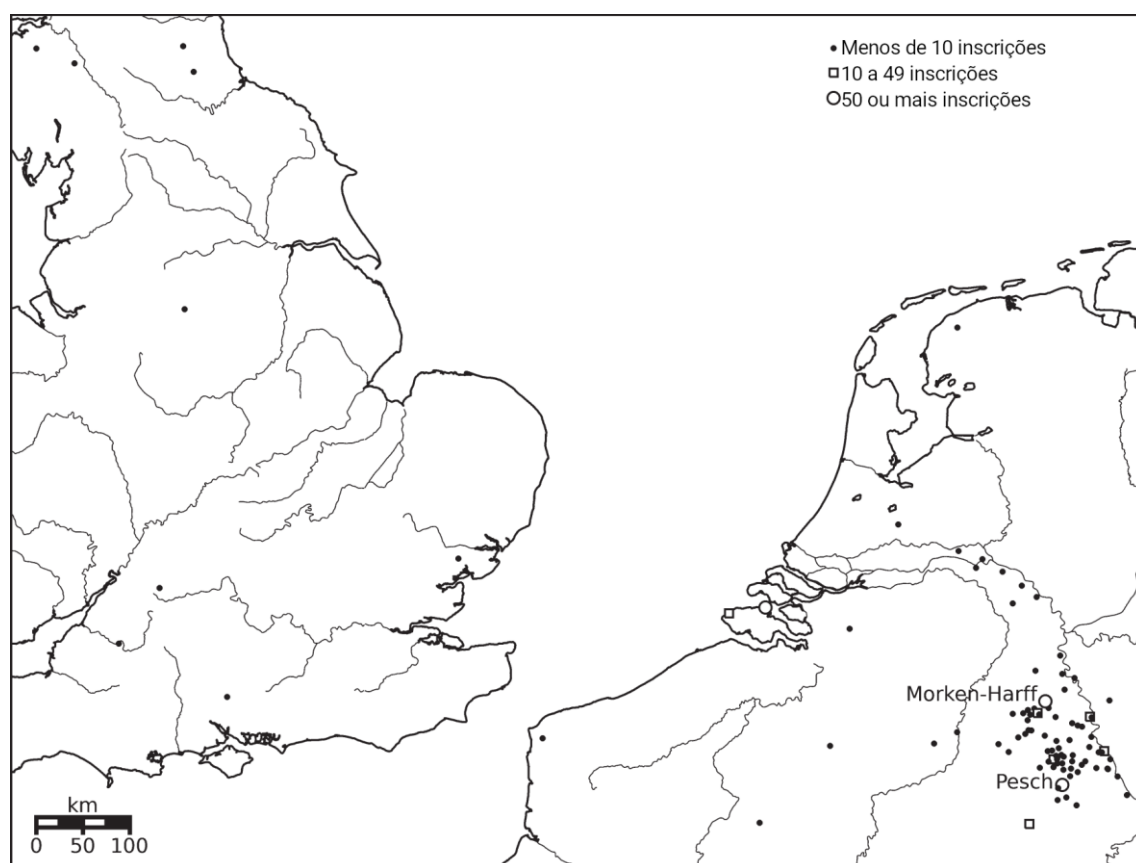 Menos de 10 inscrições
10 a 49 inscrições
50 ou mais inscrições
Morken-Harff
Pesch
km
0 50 100